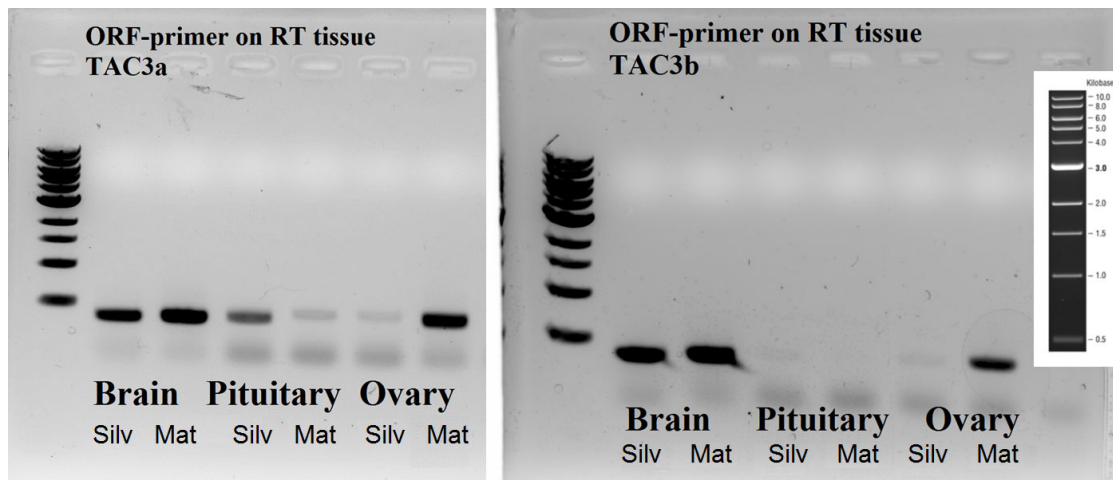 ORF-primer on RT tissue
TAC3a
Brain Pituitary Ovary
Silv Mat Silv Mat Silv Mat
ORF-primer on RT tissue
TAC3b
Brain Pituitary Ovary
Silv Mat Silv Mat Silv Mat
Kilobase
10.0
8.0
6.0
5.0
4.0
3.0
2.0
1.5
1.0
0.5